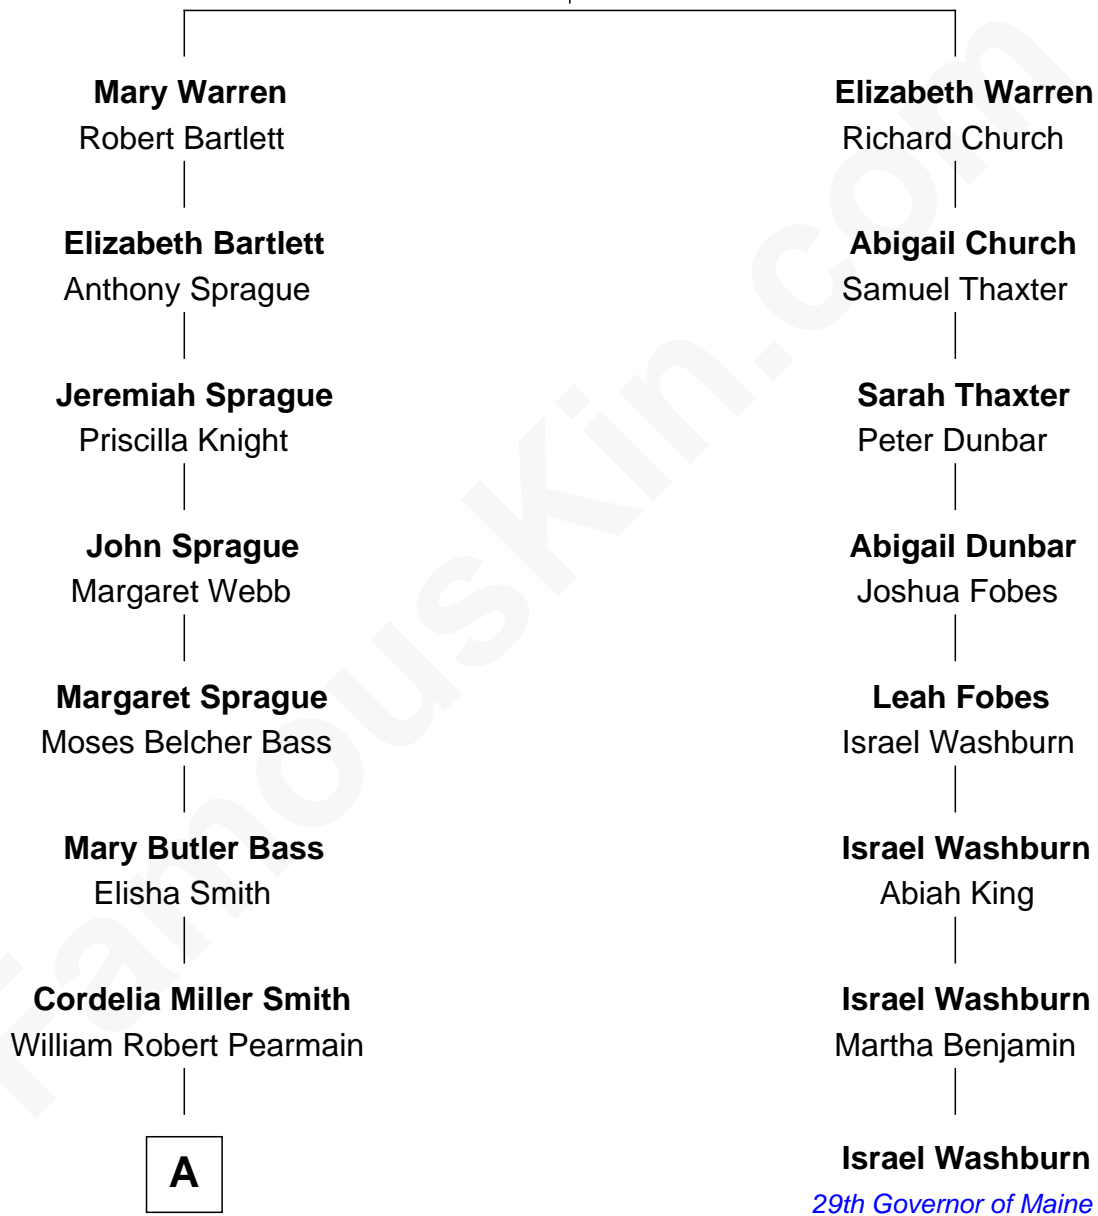 Mary Warren
Robert Bartlett
Elizabeth Warren
Richard Church
Elizabeth Bartlett
Anthony Sprague
Abigail Church
Samuel Thaxter
Jeremiah Sprague
Priscilla Knight
Sarah Thaxter
Peter Dunbar
John Sprague
Margaret Webb
Abigail Dunbar
Joshua Fobes
Margaret Sprague
Moses Belcher Bass
Leah Fobes
Israel Washburn
Mary Butler Bass
Elisha Smith
Israel Washburn
Abiah King
Cordelia Miller Smith
William Robert Pearmain
Israel Washburn
Martha Benjamin
A
Israel Washburn
29th Governor of Maine
FamousKin.com